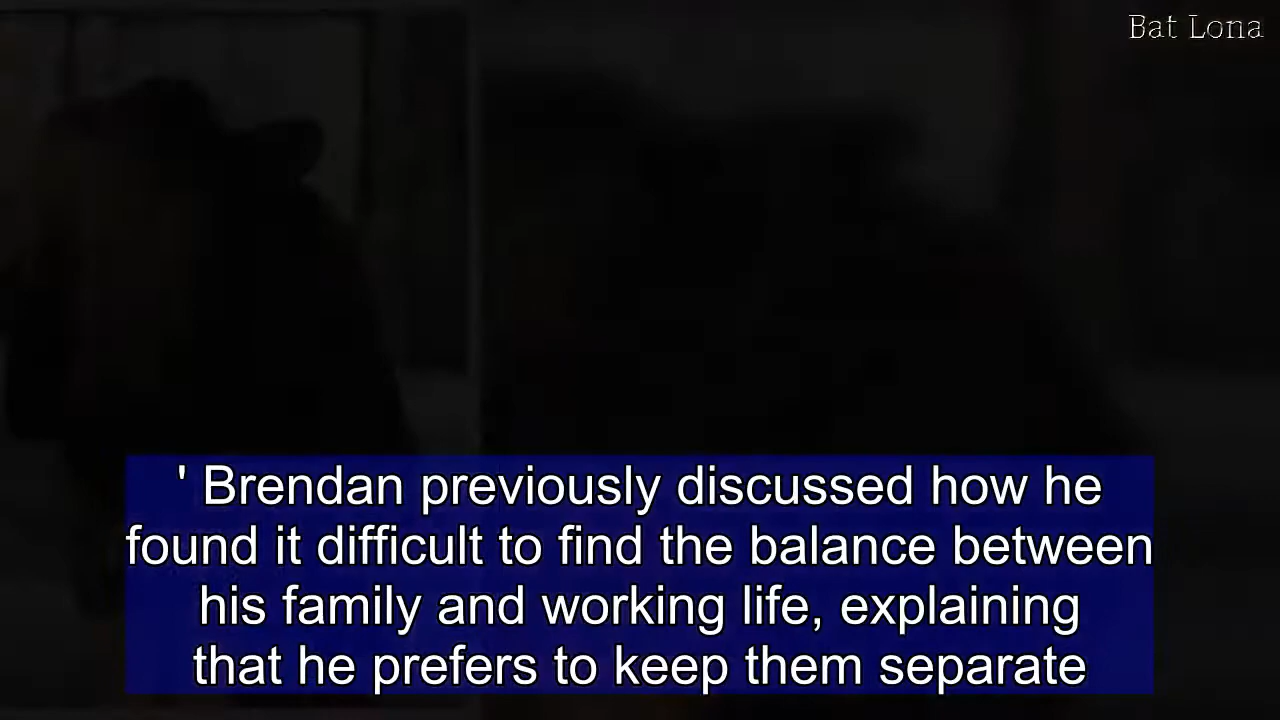 Bat Lona
' Brendan previously discussed how he
found it difficult to find the balance between
his family and working life, explaining
that he prefers to keep them separate